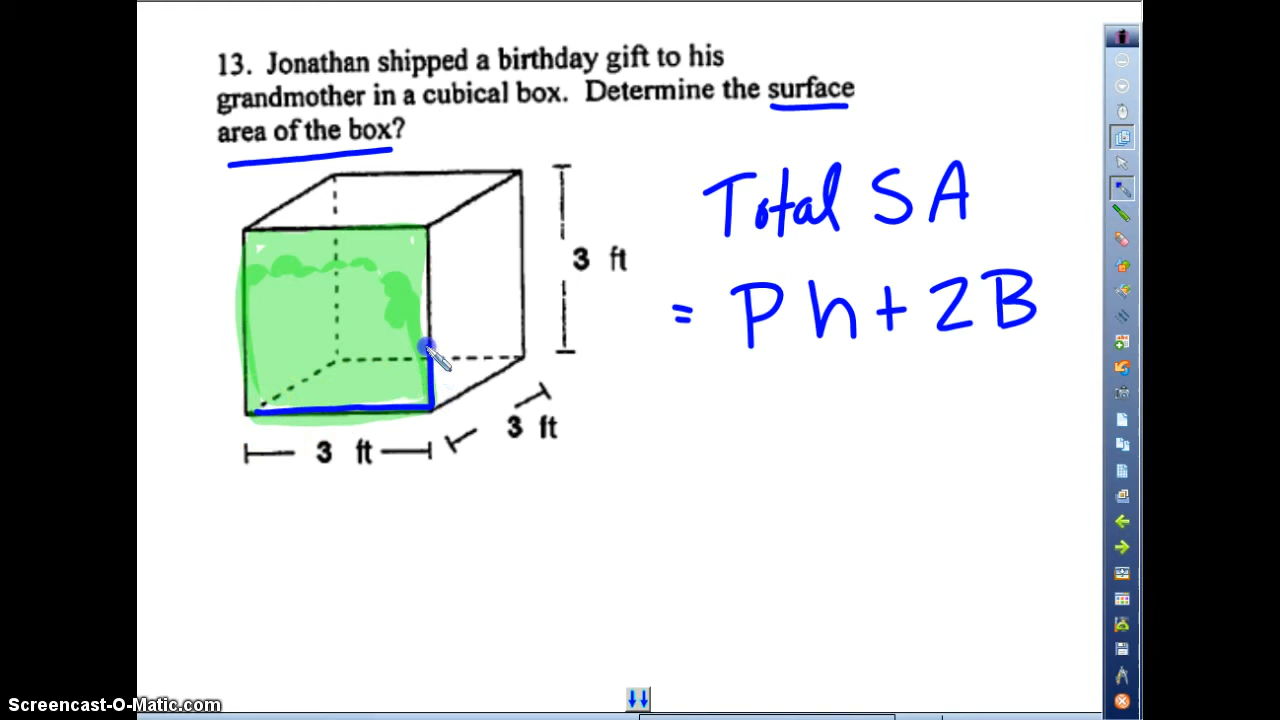 13. Jonathan shipped a birthday gift to his
grandmother in a cubical box. Determine the surface
area of the box?
Total SA
= Ph+2B
3 ft
3 ft
3 ft
Screencast-O-Matic.com